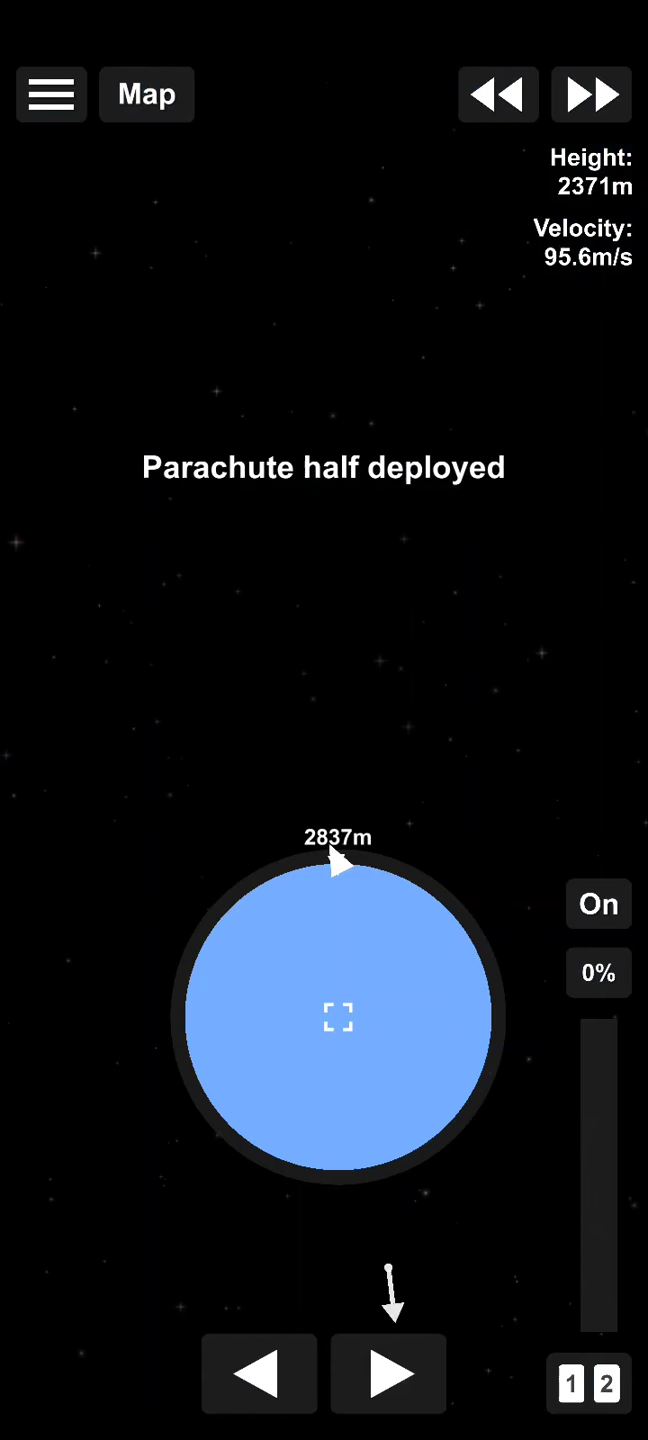 Map
Height:
2371m
Velocity:
95.6m/s
Parachute half deployed
2837m
On
0%
1 2